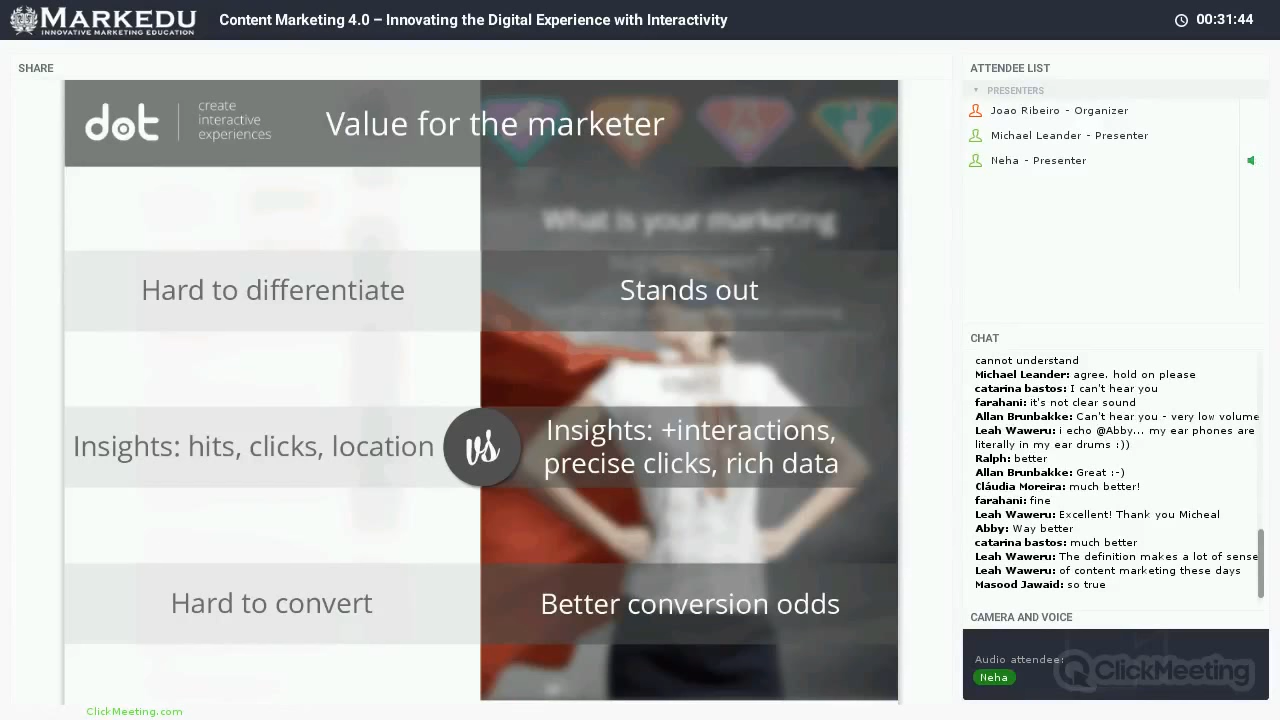 MARKEDU
INNOVATIVE MARKETING EDUCATION
Content Marketing 4.0 – Innovating the Digital Experience with Interactivity
00:31:44
SHARE
dot
create
interactive
experiences
Value for the marketer
What is your marketing
Hard to differentiate
Stands out
Insights: hits, clicks, location
vs
Insights: +interactions,
precise clicks, rich data
Hard to convert
Better conversion odds
ClickMeeting.com
ATTENDEE LIST
PRESENTERS
Joao Ribeiro - Organizer
Michael Leander - Presenter
Neha - Presenter
CHAT
cannot understand
Michael Leander: agree. hold on please
catarina bastos: I can't hear you
farahani: it's not clear sound
Allan Brunbakke: Can't hear you - very low volume
Leah Waweru: i echo @Abby... my ear phones are
literally in my ear drums :))
Ralph: better
Allan Brunbakke: Great :-)
Cláudia Moreira: much better!
farahani: fine
Leah Waweru: Excellent! Thank you Micheal
Abby: Way better
catarina bastos: much better
Leah Waweru: The definition makes a lot of sense
Leah Waweru: of content marketing these days
Masood Jawaid: so true
CAMERA AND VOICE
Audio attendee:
Neha
ClickMeeting